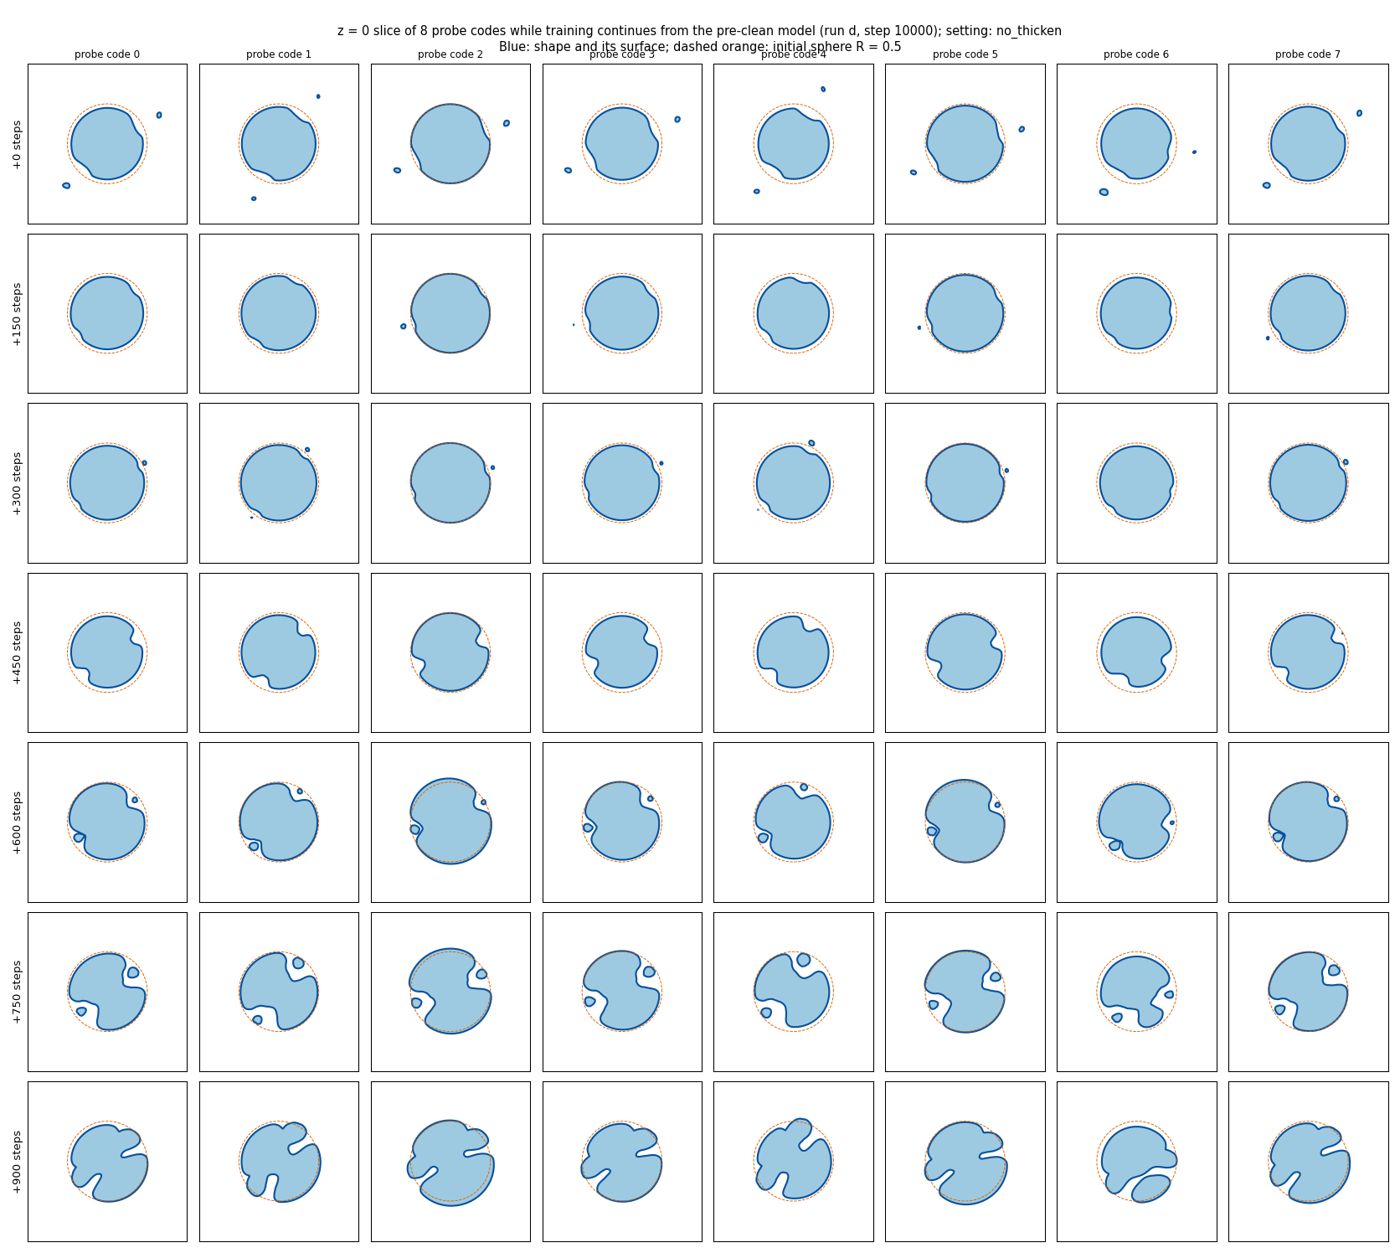 z = 0 slice of 8 probe codes while training continues from the pre-clean model (run d, step 10000); setting: no_thicken
Blue: shape and its surface; dashed orange: initial sphere R = 0.5
probe code 0 probe code 1 probe code 2 probe code 3 probe code 4 probe code 5 probe code 6 probe code 7
+0 steps
+150 steps
+300 steps
+450 steps
+600 steps
+750 steps
+900 steps